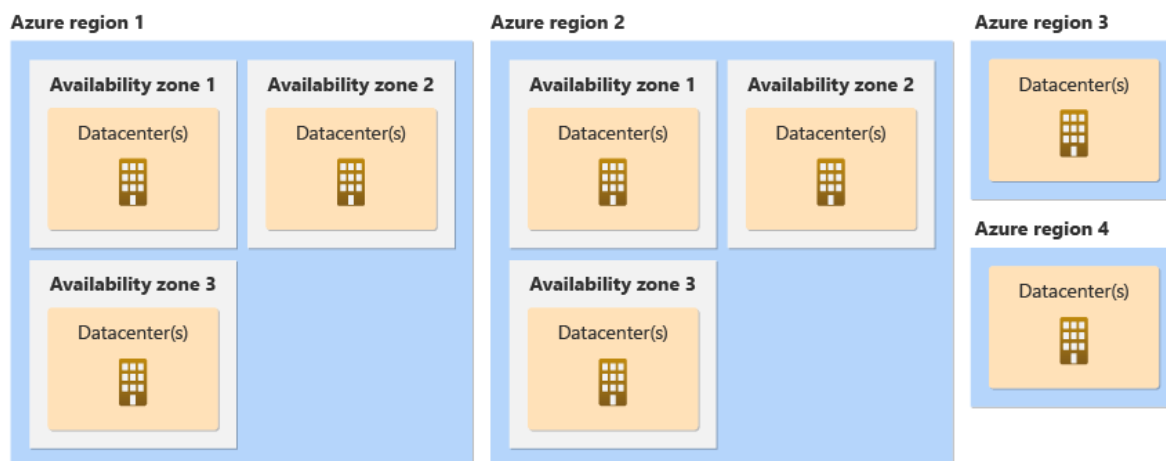 Azure region 1
Availability zone 1
Datacenter(s)
Availability zone 2
Datacenter(s)
Availability zone 3
Datacenter(s)
Azure region 2
Availability zone 1
Datacenter(s)
Availability zone 2
Datacenter(s)
Availability zone 3
Datacenter(s)
Azure region 3
Datacenter(s)
Azure region 4
Datacenter(s)